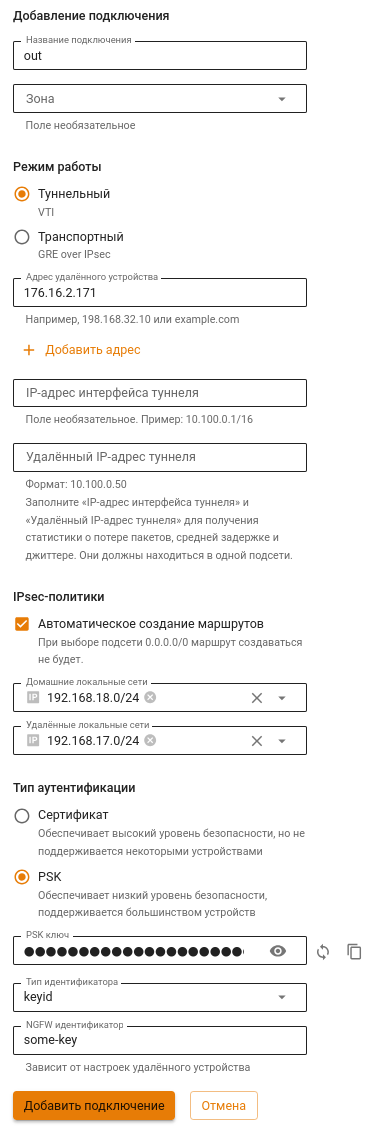 Добавление подключения
Название подключения
out
Зона
Поле необязательное
Режим работы
Туннельный
VTI
Транспортный
GRE over IPsec
Адрес удалённого устройства
176.16.2.171
Например, 198.168.32.10 или example.com
+ Добавить адрес
IP-адрес интерфейса туннеля
Поле необязательное. Пример: 10.100.0.1/16
Удалённый IP-адрес туннеля
Формат: 10.100.0.50
Заполните «IP-адрес интерфейса туннеля» и
«Удалённый IP-адрес туннеля» для получения
статистики о потере пакетов, средней задержке и
джиттере. Они должны находиться в одной подсети.
IPsec-политики
Автоматическое создание маршрутов
При выборе подсети 0.0.0.0/0 маршрут создаваться
не будет.
Домашние локальные сети
IP 192.168.18.0/24
Удалённые локальные сети
IP 192.168.17.0/24
Тип аутентификации
Сертификат
Обеспечивает высокий уровень безопасности, но не
поддерживается некоторыми устройствами
PSK
Обеспечивает низкий уровень безопасности,
поддерживается большинством устройств
PSK ключ
Тип идентификатора
keyid
NGFW идентификатор
some-key
Зависит от настроек удалённого устройства
Добавить подключение
Отмена